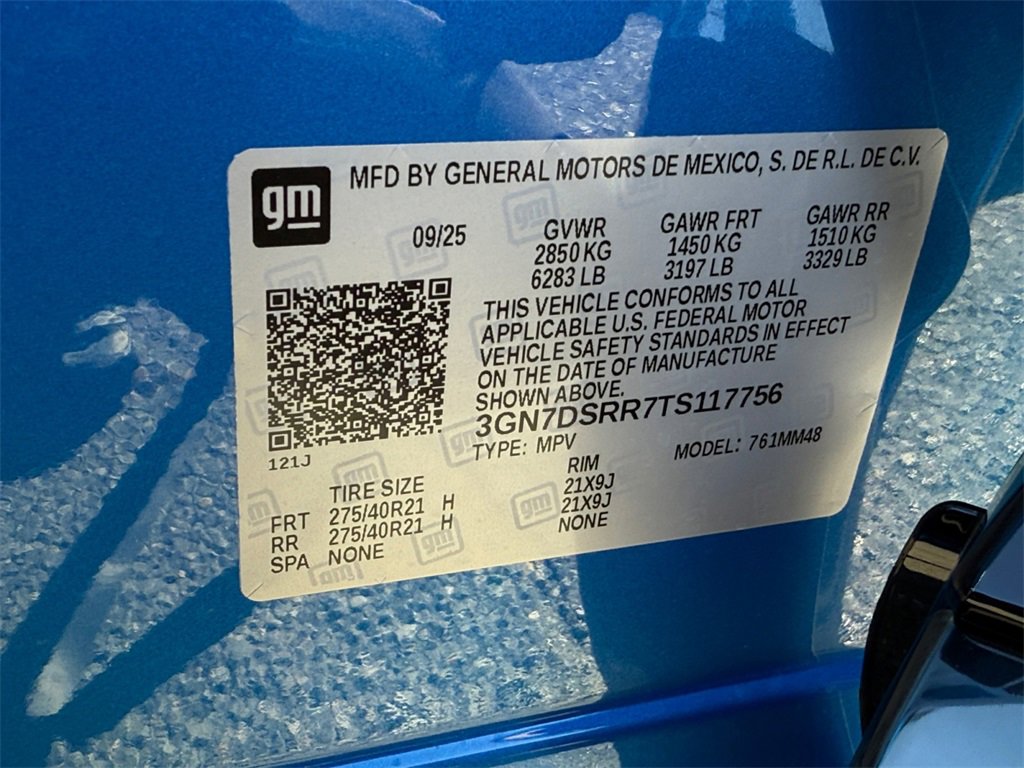 gm
MFD BY GENERAL MOTORS DE MEXICO, S. DE R.L. DE C.V.
09/25 GVWR GAWR FRT GAWR RR
2850 KG 1450 KG 1510 KG
6283 LB 3197 LB 3329 LB
THIS VEHICLE CONFORMS TO ALL
APPLICABLE U.S. FEDERAL MOTOR
VEHICLE SAFETY STANDARDS IN EFFECT
ON THE DATE OF MANUFACTURE
SHOWN ABOVE.
3GN7DSRR7TS117756
TYPE: MPV MODEL: 761MM48
121J
TIRE SIZE RIM
FRT 275/40R21 H 21X9J
RR 275/40R21 H 21X9J
SPA NONE NONE